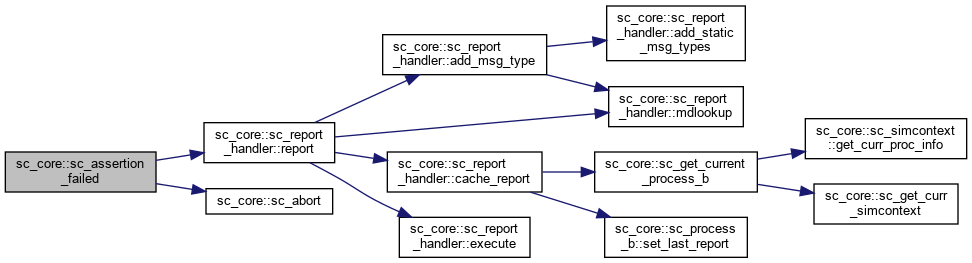 sc_core::sc_assertion
_failed
sc_core::sc_report
_handler::report
sc_core::sc_abort
sc_core::sc_report
_handler::add_msg_type
sc_core::sc_report
_handler::cache_report
sc_core::sc_report
_handler::execute
sc_core::sc_report
_handler::add_static
_msg_types
sc_core::sc_report
_handler::mdlookup
sc_core::sc_get_current
_process_b
sc_core::sc_process
_b::set_last_report
sc_core::sc_simcontext
::get_curr_proc_info
sc_core::sc_get_curr
_simcontext